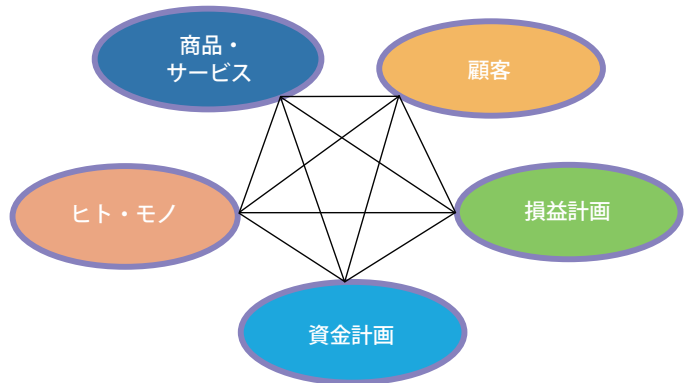 商品・
サービス
顧客
ヒト・モノ
損益計画
資金計画